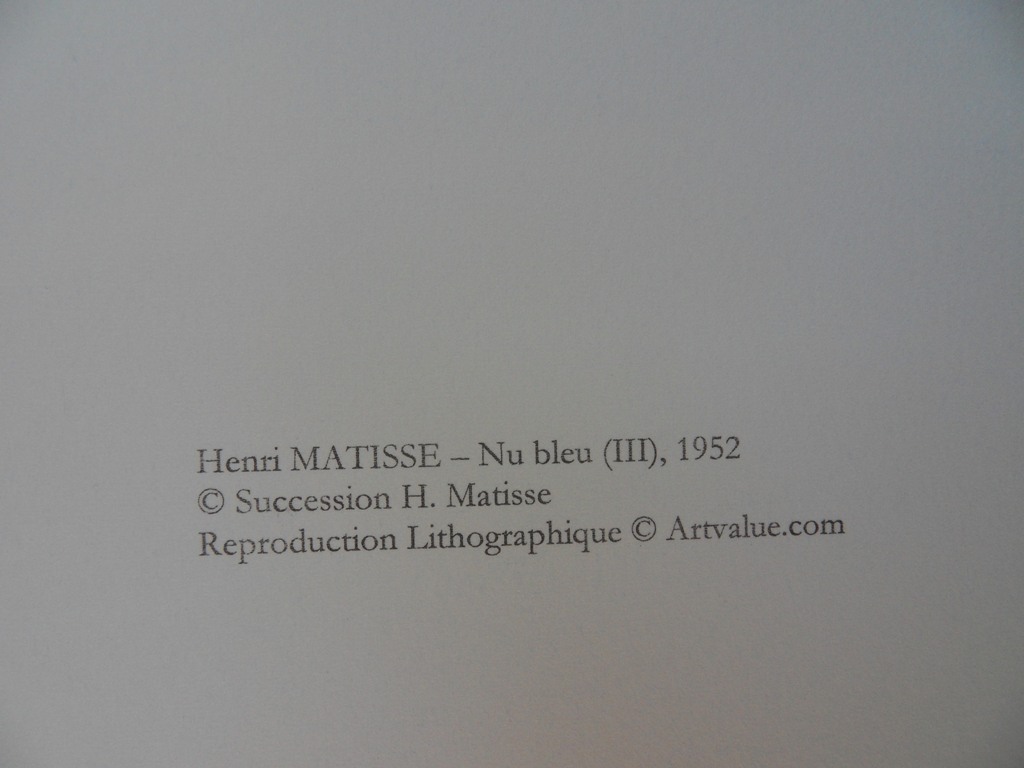 Henri MATISSE – Nu bleu (III), 1952
© Succession H. Matisse
Reproduction Lithographique © Artvalue.com